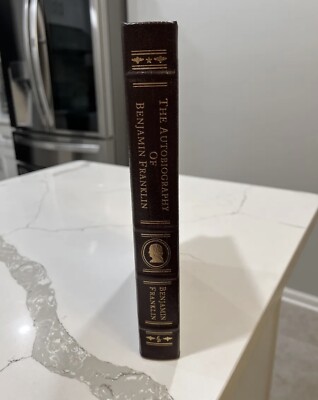 THE AUTOBIOGRAPHY
OF
BENJAMIN FRANKLIN
BENJAMIN
FRANKLIN